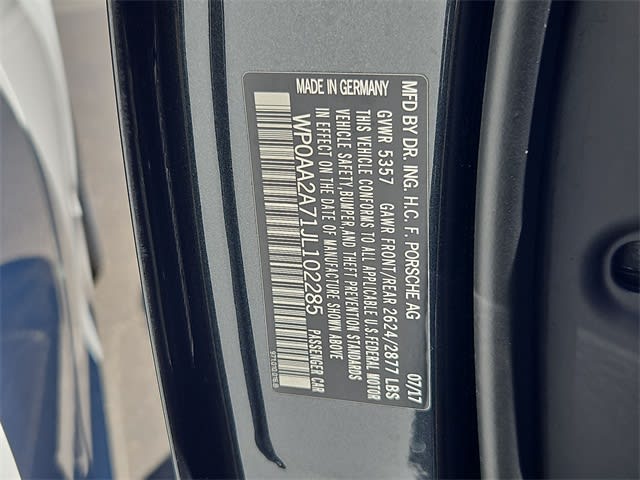 MFD BY DR. ING. H.C. F. PORSCHE AG 07/17
GVWR 5357 GAWR FRONT/REAR 2624/2877 LBS
THIS VEHICLE CONFORMS TO ALL APPLICABLE U.S.FEDERAL MOTOR
VEHICLE SAFETY,BUMPER,AND THEFT PREVENTION STANDARDS
IN EFFECT ON THE DATE OF MANUFACTURE SHOWN ABOVE
WP0AA2A71JL102285 PASSENGER CAR
MADE IN GERMANY